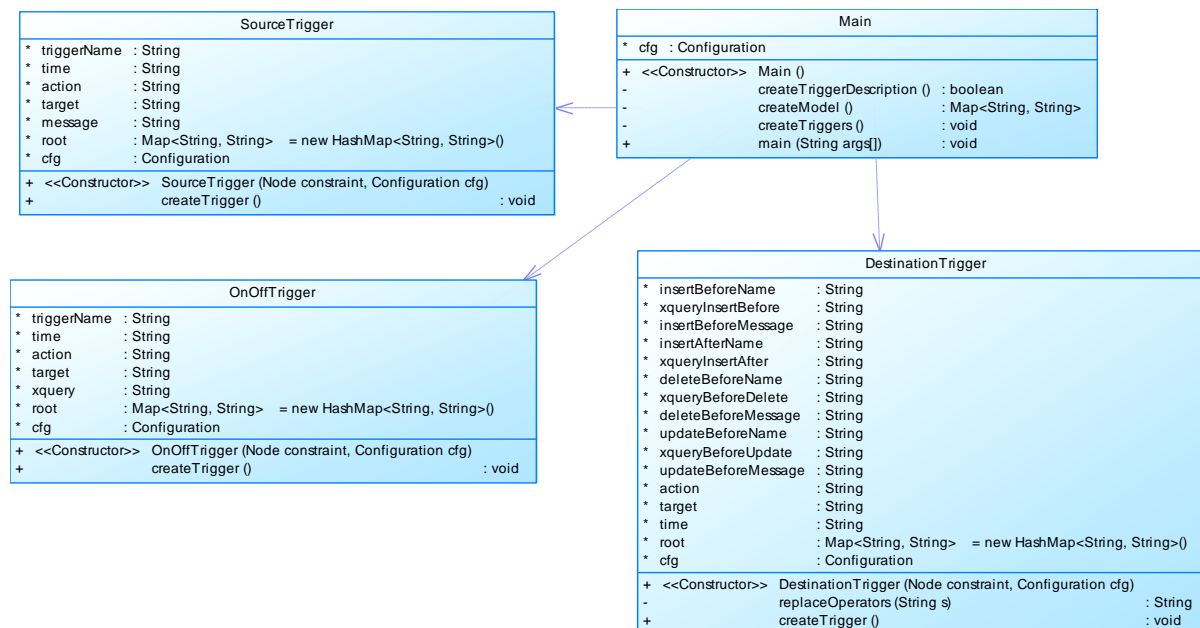 SourceTrigger
* triggerName : String
* time : String
* action : String
* target : String
* message : String
* root : Map<String, String> = new HashMap<String, String>()
* cfg : Configuration
+ <<Constructor>> SourceTrigger (Node constraint, Configuration cfg)
+ createTrigger () : void
Main
* cfg : Configuration
+ <<Constructor>> Main ()
- createTriggerDescription () : boolean
- createModel () : Map<String, String>
- createTriggers () : void
+ main (String args[]) : void
OnOffTrigger
* triggerName : String
* time : String
* action : String
* target : String
* xquery : String
* root : Map<String, String> = new HashMap<String, String>()
* cfg : Configuration
+ <<Constructor>> OnOffTrigger (Node constraint, Configuration cfg)
+ createTrigger () : void
DestinationTrigger
* insertBeforeName : String
* xqueryInsertBefore : String
* insertBeforeMessage : String
* insertAfterName : String
* xqueryInsertAfter : String
* deleteBeforeName : String
* xqueryBeforeDelete : String
* deleteBeforeMessage : String
* updateBeforeName : String
* xqueryBeforeUpdate : String
* updateBeforeMessage : String
* action : String
* target : String
* time : String
* root : Map<String, String> = new HashMap<String, String>()
* cfg : Configuration
+ <<Constructor>> DestinationTrigger (Node constraint, Configuration cfg)
- replaceOperators (String s) : String
+ createTrigger () : void